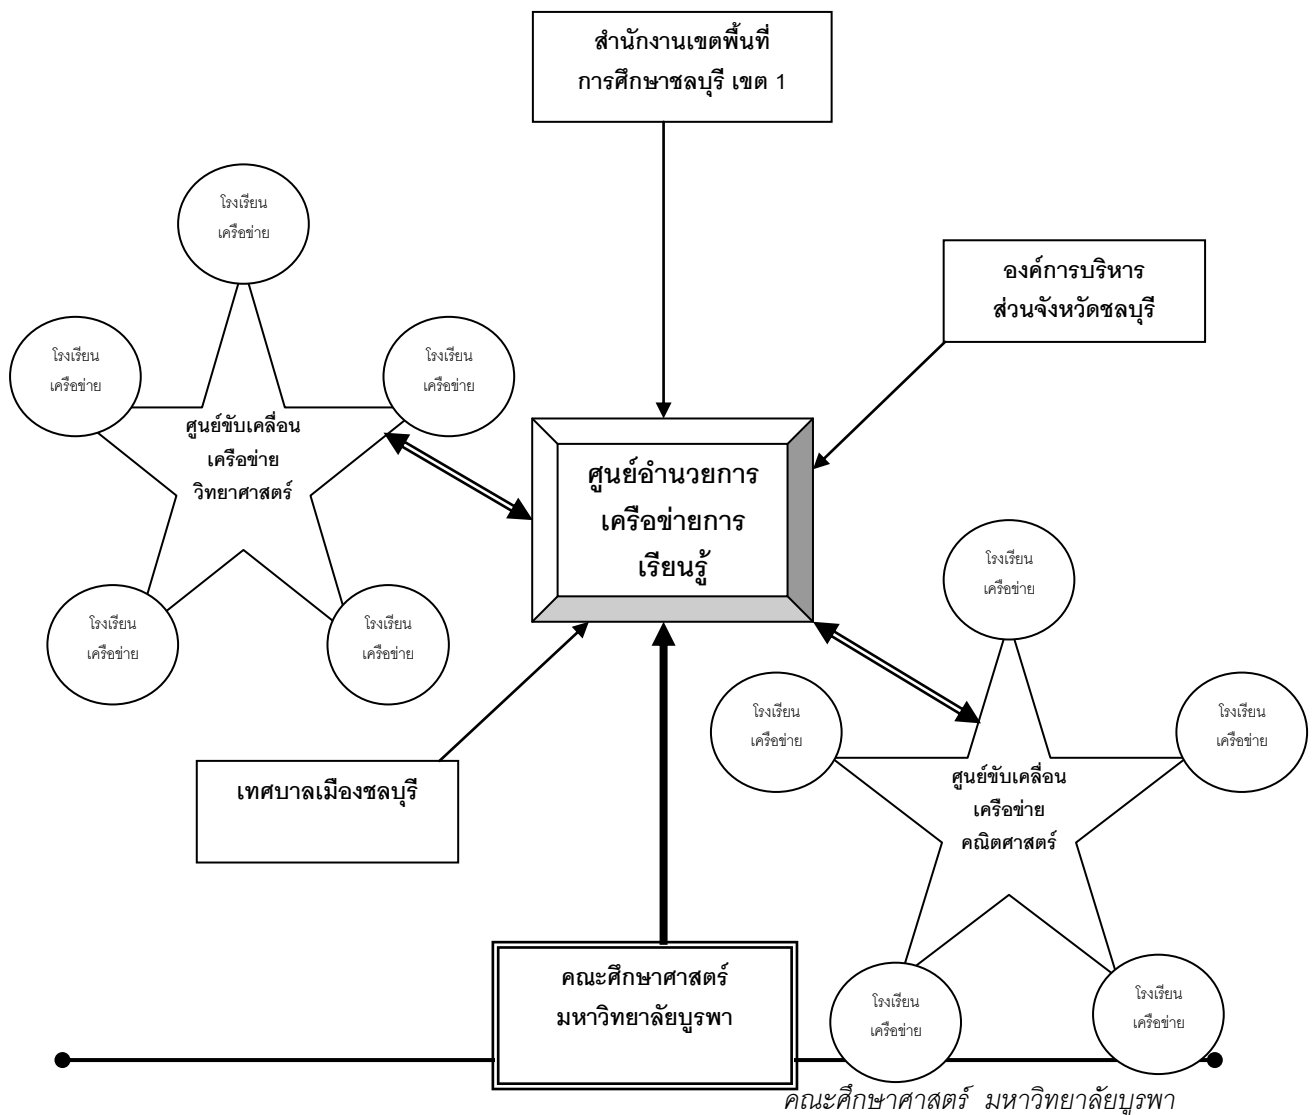 สำนักงานเขตพื้นที่
การศึกษาชลบุรี เขต 1
โรงเรียน
เครือข่าย
องค์การบริหาร
ส่วนจังหวัดชลบุรี
โรงเรียน
เครือข่าย
โรงเรียน
เครือข่าย
ศูนย์ขับเคลื่อน
เครือข่าย
วิทยาศาสตร์
ศูนย์อำนวยการ
เครือข่ายการ
เรียนรู้
โรงเรียน
เครือข่าย
โรงเรียน
เครือข่าย
โรงเรียน
เครือข่าย
โรงเรียน
เครือข่าย
โรงเรียน
เครือข่าย
เทศบาลเมืองชลบุรี
ศูนย์ขับเคลื่อน
เครือข่าย
คณิตศาสตร์
คณะศึกษาศาสตร์
มหาวิทยาลัยบูรพา
โรงเรียน
เครือข่าย
โรงเรียน
เครือข่าย
คณะศึกษาศาสตร์ มหาวิทยาลัยบูรพา